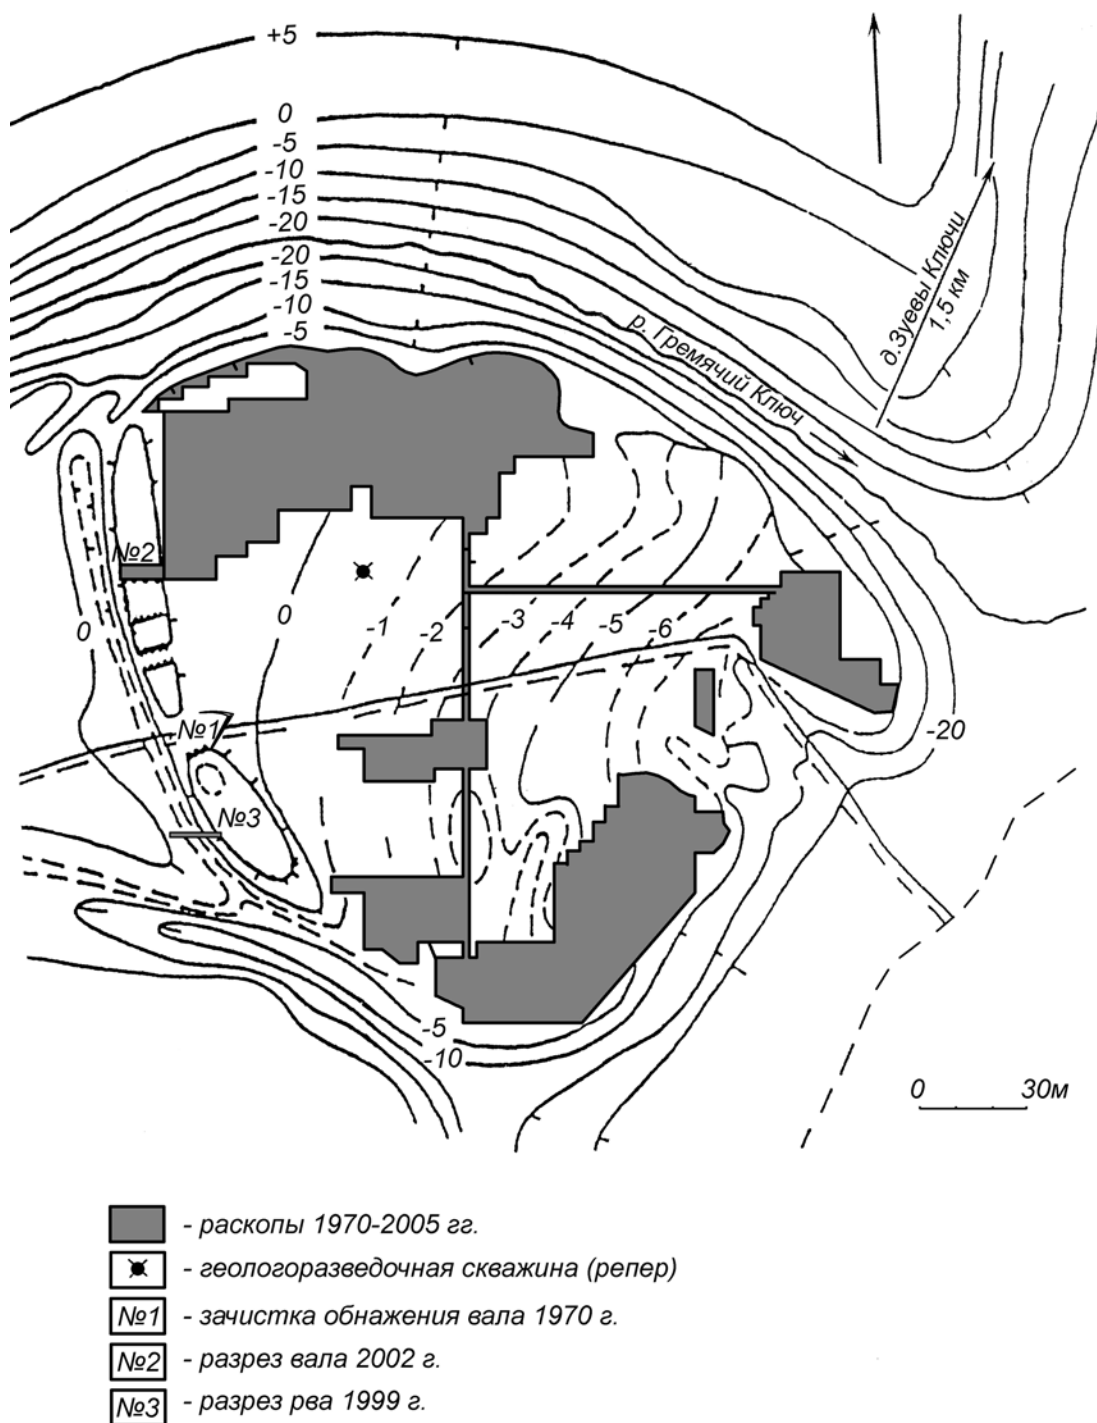 +5
0
-5
-10
-15
-20
-20
-15
-10
-5
д.Зуевы Ключи
1,5 км
р. Гремячий Ключ
№2
0
0
-1
-2
-3
-4
-5
-6
№1
-20
№3
-5
-10
0 30м
- раскопы 1970-2005 гг.
- геологоразведочная скважина (репер)
№1 - зачистка обнажения вала 1970 г.
№2 - разрез вала 2002 г.
№3 - разрез рва 1999 г.